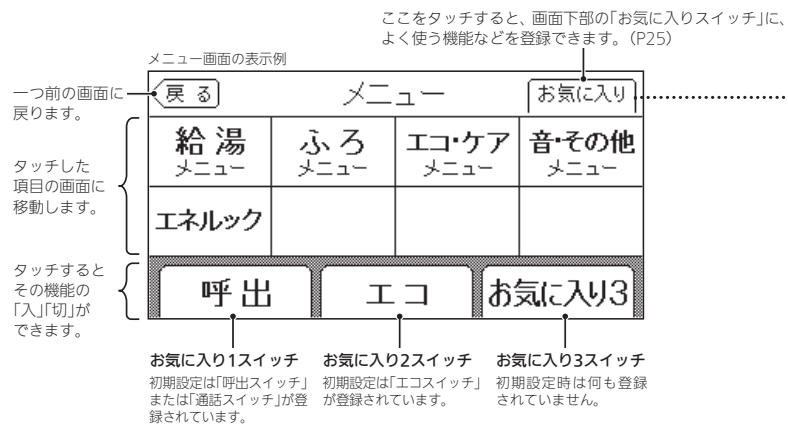 ここをタッチすると、画面下部の「お気に入りスイッチ」に、
よく使う機能などを登録できます。(P25)
メニュー画面の表示例
一つ前の画面に
戻ります。
戻る
メニュー
お気に入り
タッチした
項目の画面に
移動します。
給湯
メニュー
ふろ
メニュー
エコ・ケア
メニュー
音・その他
メニュー
エネルック
タッチすると
その機能の
「入」「切」が
できます。
呼出
エコ
お気に入り3
お気に入り1スイッチ
初期設定は「呼出スイッチ」
または「通話スイッチ」が登
録されています。
お気に入り2スイッチ
初期設定は「エコスイッチ」
が登録されています。
お気に入り3スイッチ
初期設定時は何も登録
されていません。